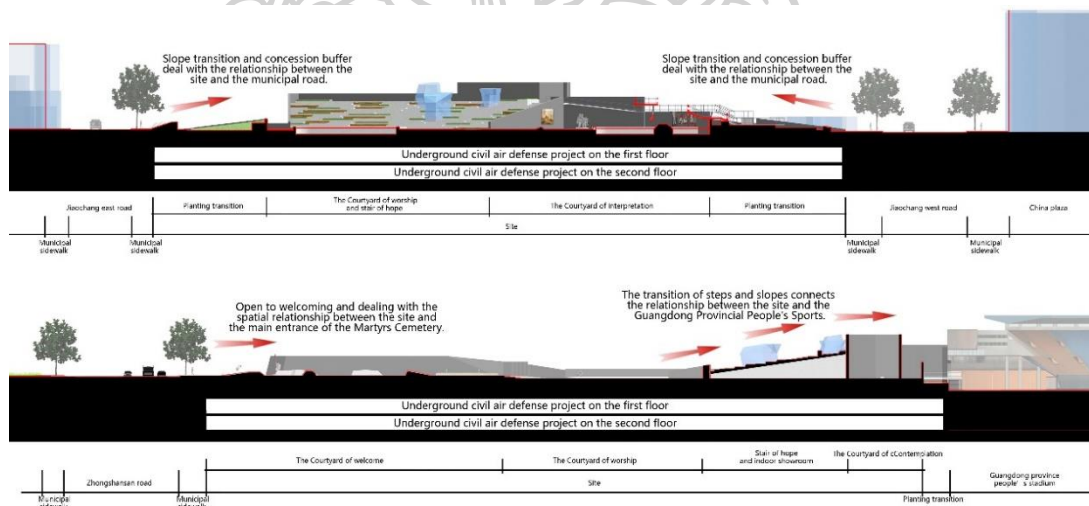 Slope transition and concession buffer
deal with the relationship between the
site and the municipal road.
Slope transition and concession buffer
deal with the relationship between the
site and the municipal road.
Underground civil air defense project on the first floor
Underground civil air defense project on the second floor
Jiaochang east road
Planting transition
The Courtyard of worship
and stair of hope
The Courtyard of interpretation
Planting transition
Jiaochang west road
China plaza
Site
Municipal
sidewalk
Municipal
sidewalk
Municipal
sidewalk
Municipal
sidewalk
Open to welcoming and dealing with the
spatial relationship between the site and
the main entrance of the Martyrs Cemetery.
The transition of steps and slopes connects
the relationship between the site and the
Guangdong Provincial People's Sports.
Underground civil air defense project on the first floor
Underground civil air defense project on the second floor
The Courtyard of welcome
The Courtyard of worship
Stair of hope
and indoor showroom
The Courtyard of cContemplation
Zhongshansan road
Site
Guangdong province
people' s stadium
Municipal
sidewalk
Municipal
sidewalk
Planting transition